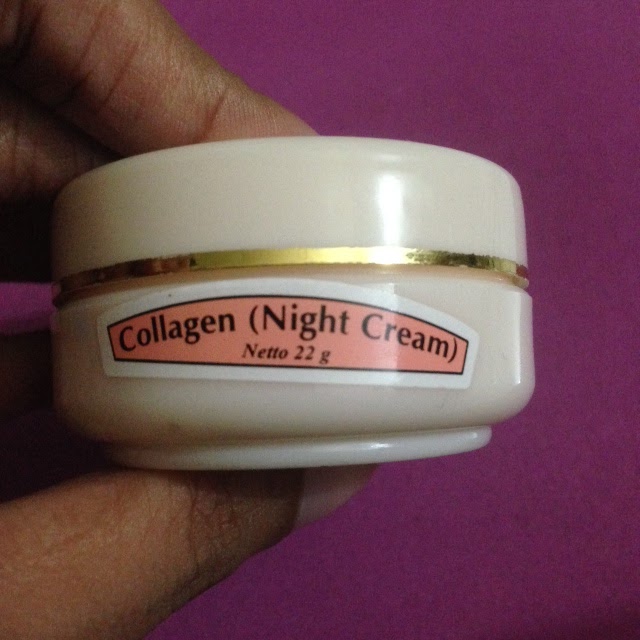 Collagen (Night Cream)
Netto 22 g